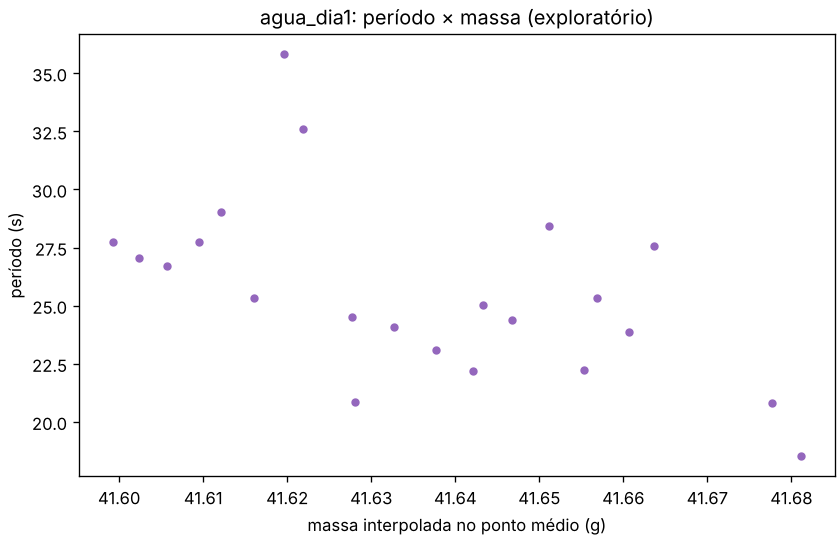 agua_dia1: período × massa (exploratório)
período (s)
35.0
32.5
30.0
27.5
25.0
22.5
20.0
41.60 41.61 41.62 41.63 41.64 41.65 41.66 41.67 41.68
massa interpolada no ponto médio (g)